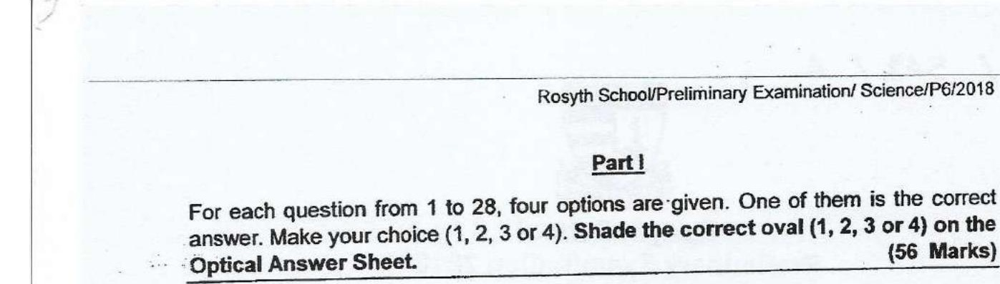 Rosyth School/Preliminary Examination/ Science/P6/2018
Part I
For each question from 1 to 28, four options are given. One of them is the correct
answer. Make your choice (1, 2, 3 or 4). Shade the correct oval (1, 2, 3 or 4) on the
Optical Answer Sheet. (56 Marks)